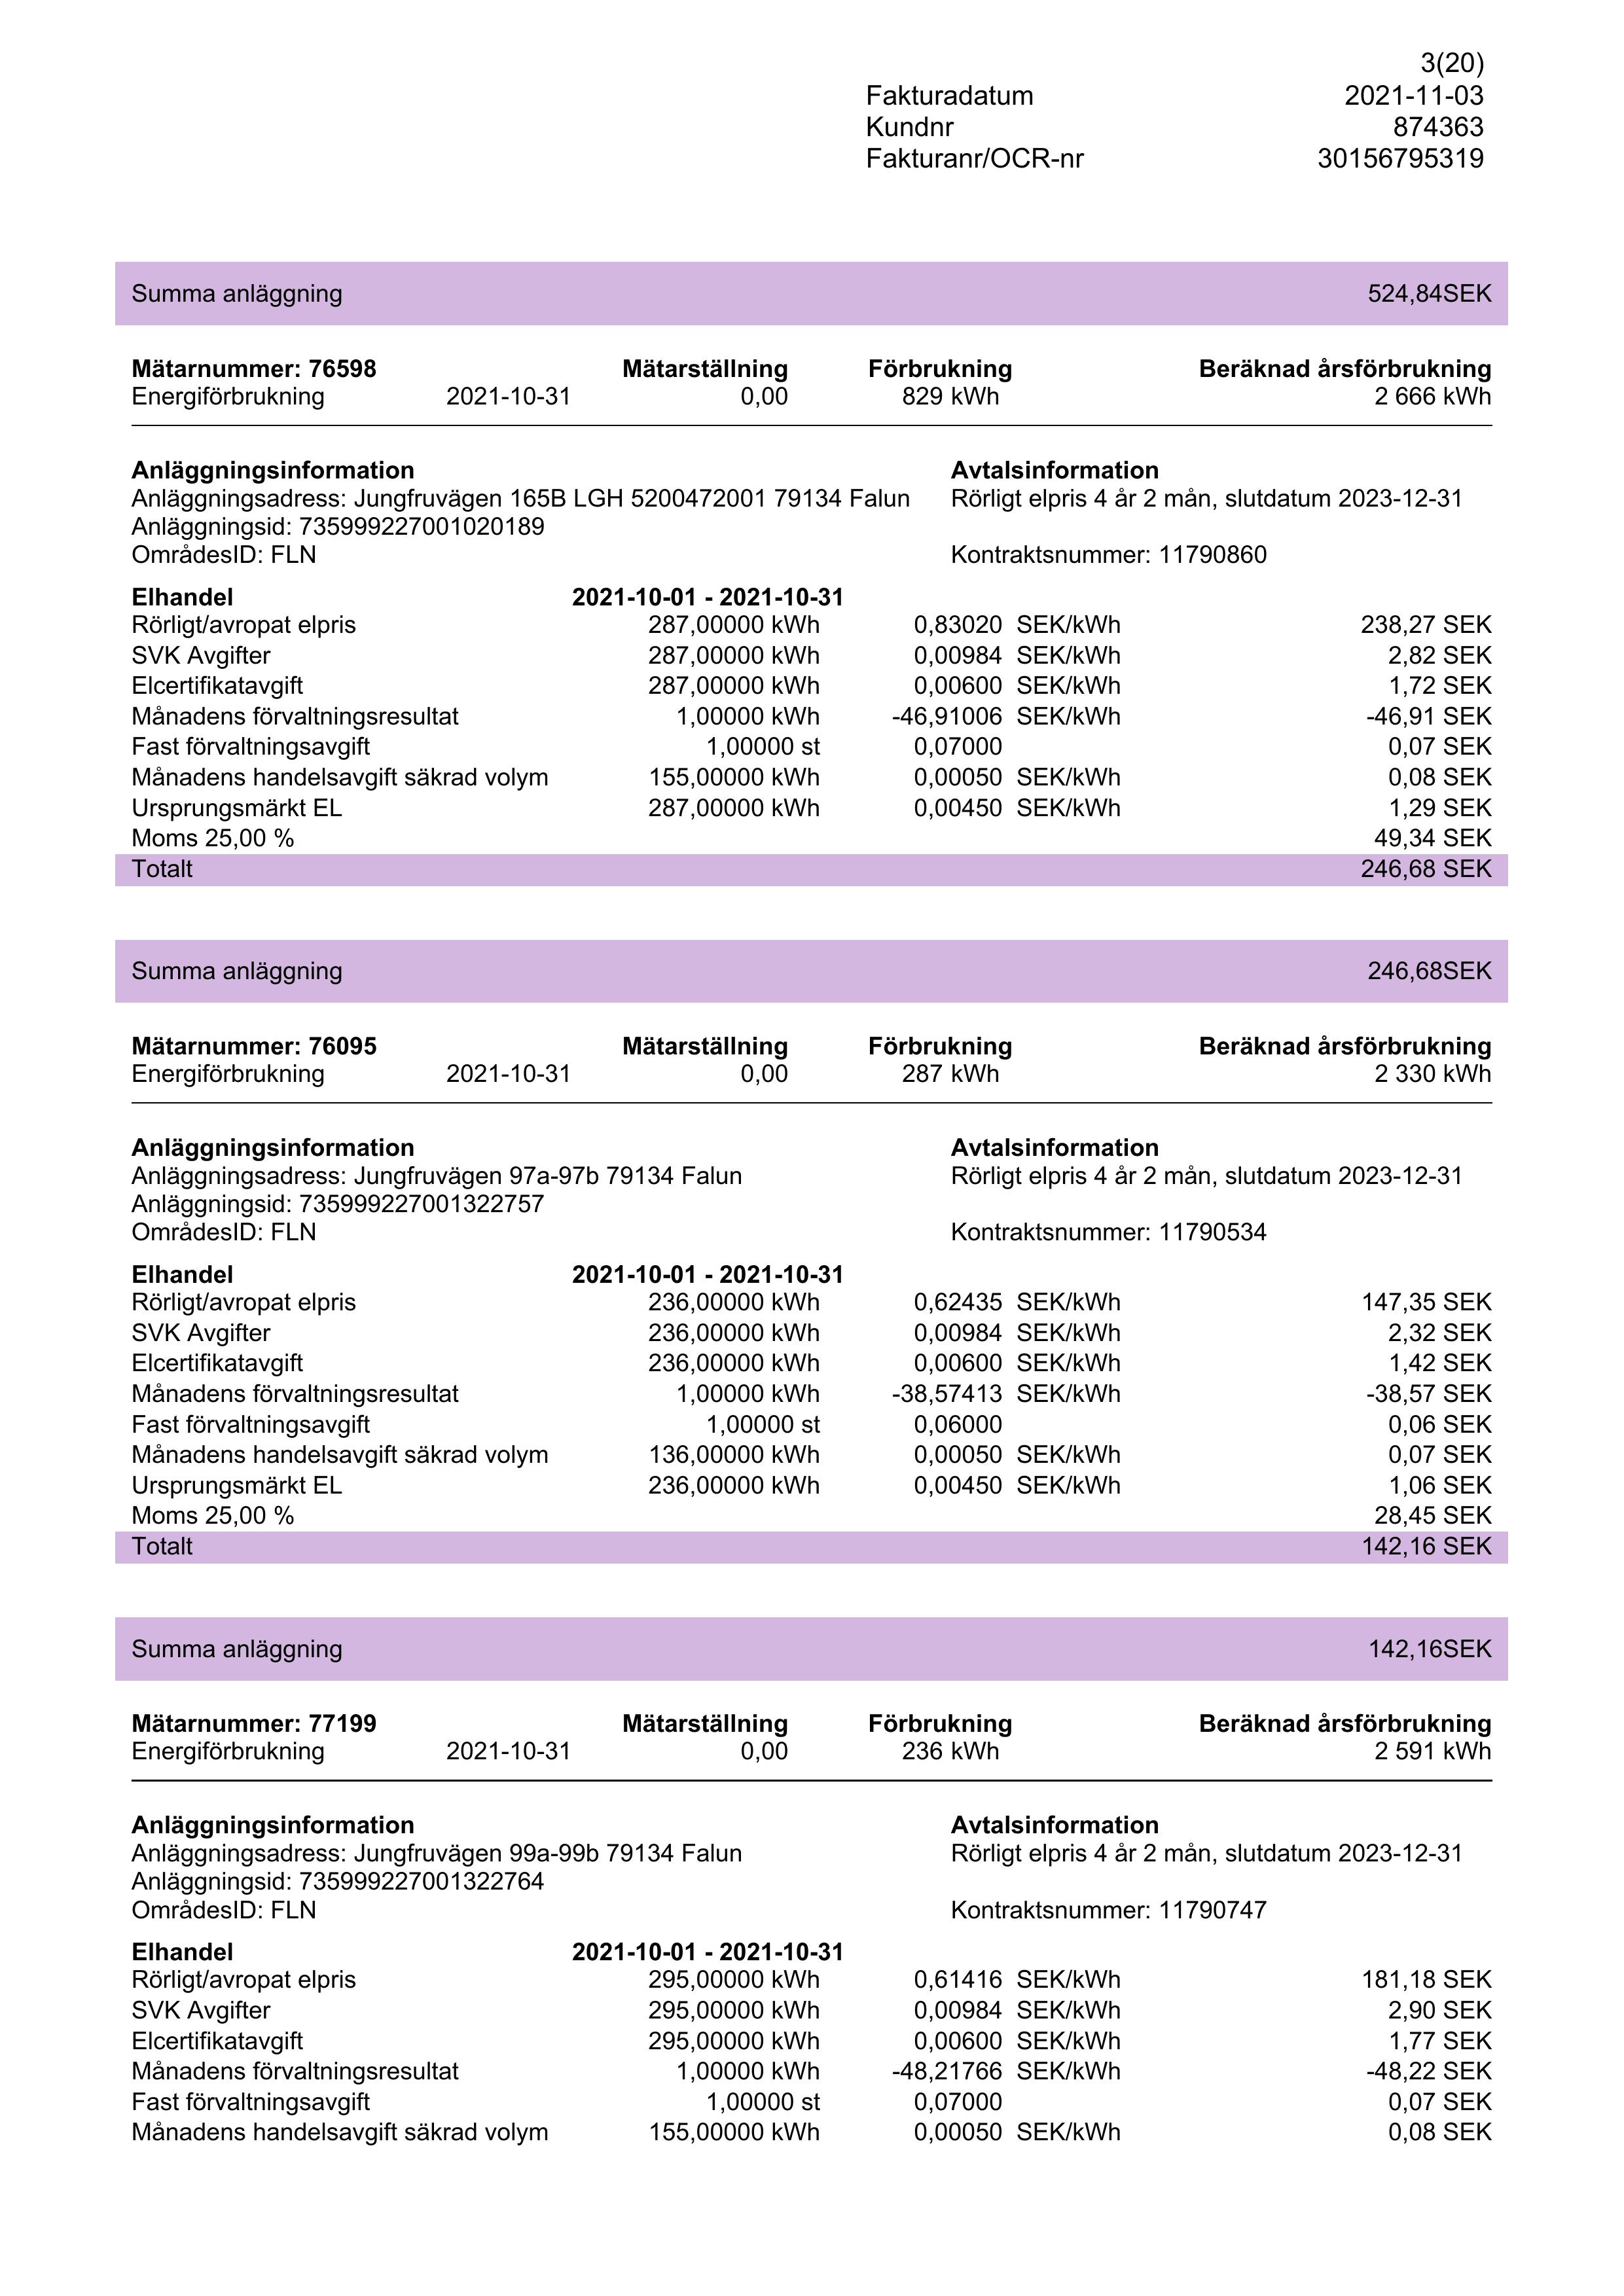 3(20)
Fakturadatum 2021-11-03
Kundnr 874363
Fakturanr/OCR-nr 30156795319
Summa anläggning 524,84SEK
Mätarnummer: 76598 Mätarställning Förbrukning Beräknad årsförbrukning
Energiförbrukning 2021-10-31 0,00 829 kWh 2 666 kWh
Anläggningsinformation Avtalsinformation
Anläggningsadress: Jungfruvägen 165B LGH 5200472001 79134 Falun Rörligt elpris 4 år 2 mån, slutdatum 2023-12-31
Anläggningsid: 735999227001020189
OmrådesID: FLN Kontraktsnummer: 11790860
Elhandel 2021-10-01 - 2021-10-31
Rörligt/avropat elpris 287,00000 kWh 0,83020 SEK/kWh 238,27 SEK
SVK Avgifter 287,00000 kWh 0,00984 SEK/kWh 2,82 SEK
Elcertifikatavgift 287,00000 kWh 0,00600 SEK/kWh 1,72 SEK
Månadens förvaltningsresultat 1,00000 kWh -46,91006 SEK/kWh -46,91 SEK
Fast förvaltningsavgift 1,00000 st 0,07000 0,07 SEK
Månadens handelsavgift säkrad volym 155,00000 kWh 0,00050 SEK/kWh 0,08 SEK
Ursprungsmärkt EL 287,00000 kWh 0,00450 SEK/kWh 1,29 SEK
Moms 25,00 % 49,34 SEK
Totalt 246,68 SEK
Summa anläggning 246,68SEK
Mätarnummer: 76095 Mätarställning Förbrukning Beräknad årsförbrukning
Energiförbrukning 2021-10-31 0,00 287 kWh 2 330 kWh
Anläggningsinformation Avtalsinformation
Anläggningsadress: Jungfruvägen 97a-97b 79134 Falun Rörligt elpris 4 år 2 mån, slutdatum 2023-12-31
Anläggningsid: 735999227001322757
OmrådesID: FLN Kontraktsnummer: 11790534
Elhandel 2021-10-01 - 2021-10-31
Rörligt/avropat elpris 236,00000 kWh 0,62435 SEK/kWh 147,35 SEK
SVK Avgifter 236,00000 kWh 0,00984 SEK/kWh 2,32 SEK
Elcertifikatavgift 236,00000 kWh 0,00600 SEK/kWh 1,42 SEK
Månadens förvaltningsresultat 1,00000 kWh -38,57413 SEK/kWh -38,57 SEK
Fast förvaltningsavgift 1,00000 st 0,06000 0,06 SEK
Månadens handelsavgift säkrad volym 136,00000 kWh 0,00050 SEK/kWh 0,07 SEK
Ursprungsmärkt EL 236,00000 kWh 0,00450 SEK/kWh 1,06 SEK
Moms 25,00 % 28,45 SEK
Totalt 142,16 SEK
Summa anläggning 142,16SEK
Mätarnummer: 77199 Mätarställning Förbrukning Beräknad årsförbrukning
Energiförbrukning 2021-10-31 0,00 236 kWh 2 591 kWh
Anläggningsinformation Avtalsinformation
Anläggningsadress: Jungfruvägen 99a-99b 79134 Falun Rörligt elpris 4 år 2 mån, slutdatum 2023-12-31
Anläggningsid: 735999227001322764
OmrådesID: FLN Kontraktsnummer: 11790747
Elhandel 2021-10-01 - 2021-10-31
Rörligt/avropat elpris 295,00000 kWh 0,61416 SEK/kWh 181,18 SEK
SVK Avgifter 295,00000 kWh 0,00984 SEK/kWh 2,90 SEK
Elcertifikatavgift 295,00000 kWh 0,00600 SEK/kWh 1,77 SEK
Månadens förvaltningsresultat 1,00000 kWh -48,21766 SEK/kWh -48,22 SEK
Fast förvaltningsavgift 1,00000 st 0,07000 0,07 SEK
Månadens handelsavgift säkrad volym 155,00000 kWh 0,00050 SEK/kWh 0,08 SEK